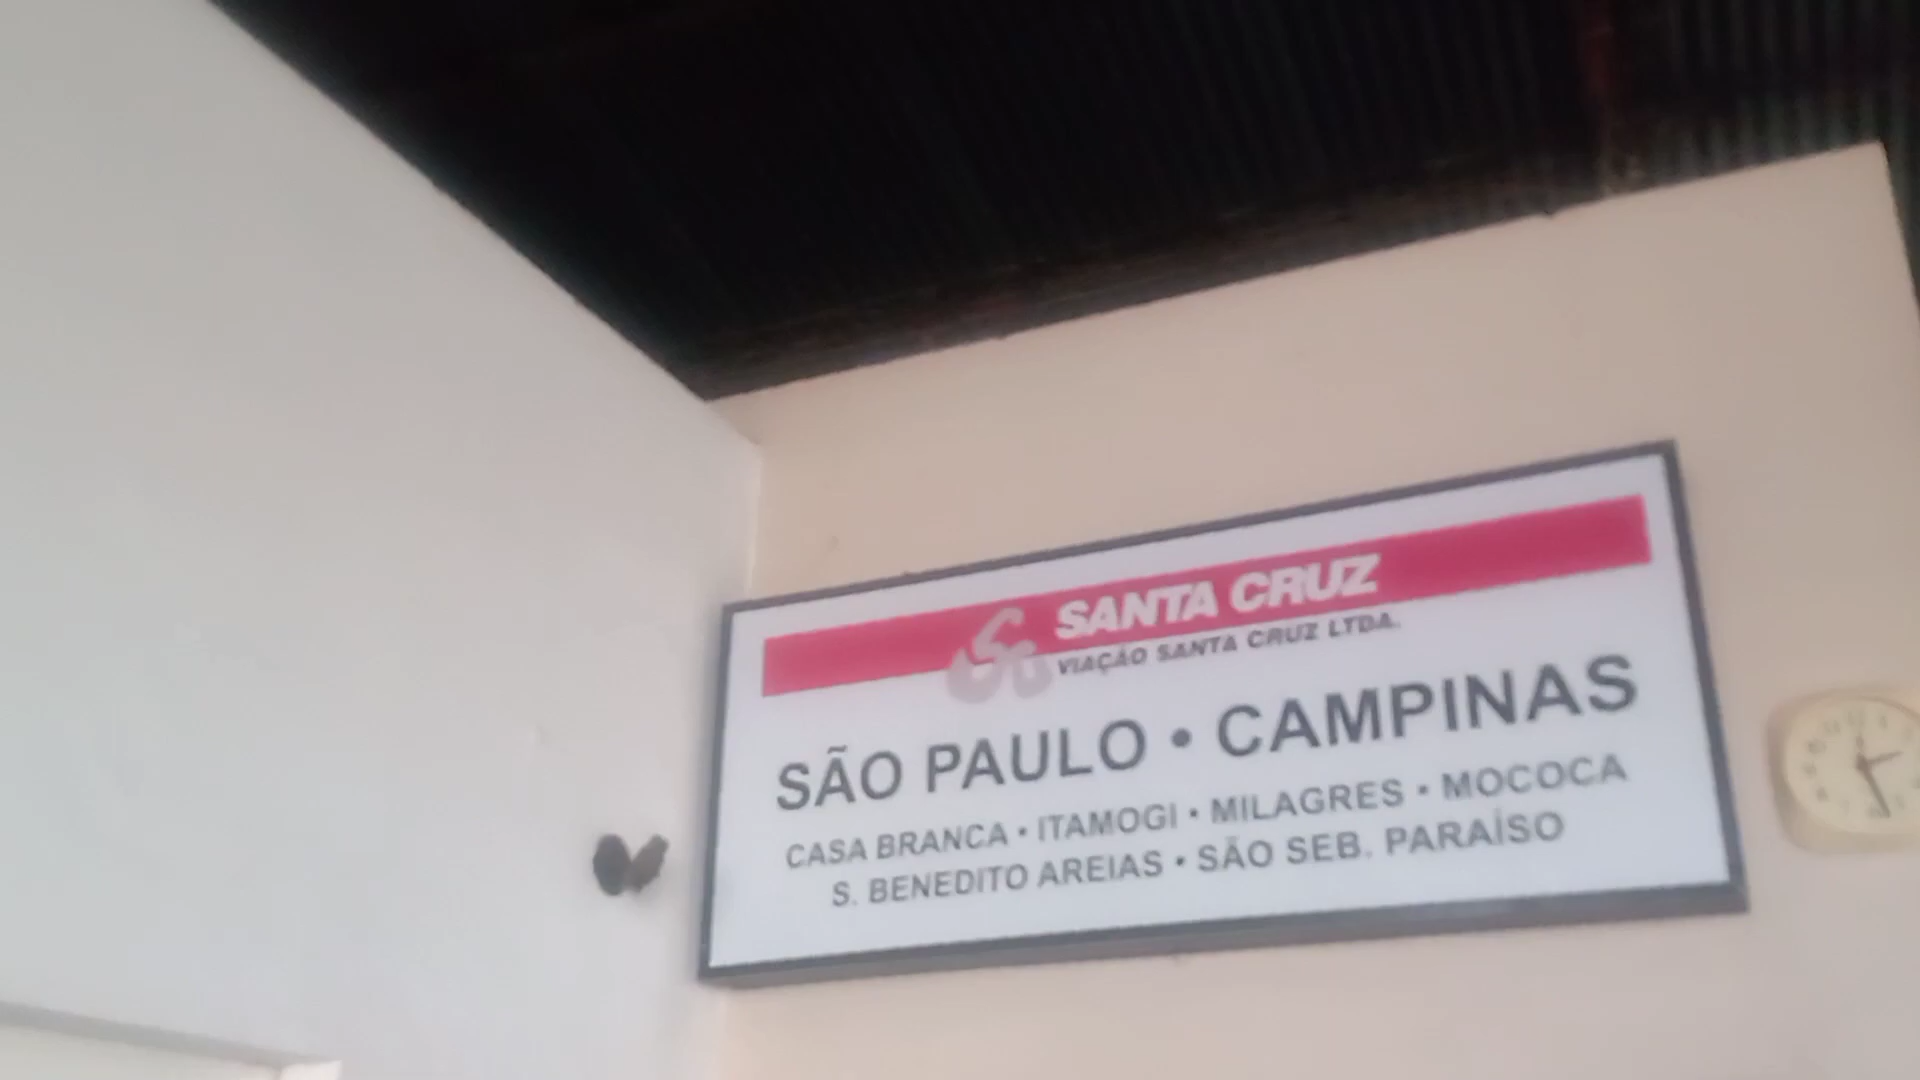 SANTA CRUZ
VIAÇÃO SANTA CRUZ LTDA.
SÃO PAULO • CAMPINAS
CASA BRANCA • ITAMOGI • MILAGRES • MOCOCA
S. BENEDITO AREIAS • SÃO SEB. PARAÍSO